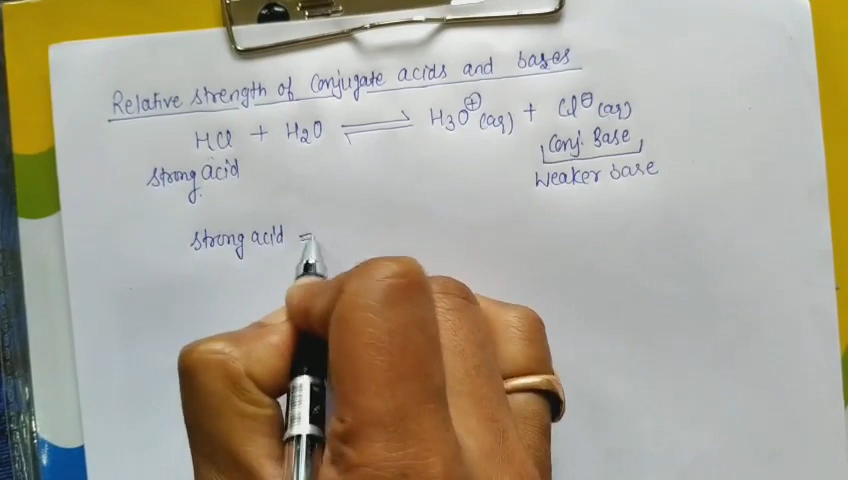 Relative strength of Conjugate acids and bases
HCl + H₂O ⇌ H₃O⊕(aq) + Cl⊖(aq)
Conj. Base
Strong acid
Weaker base
Strong acid =